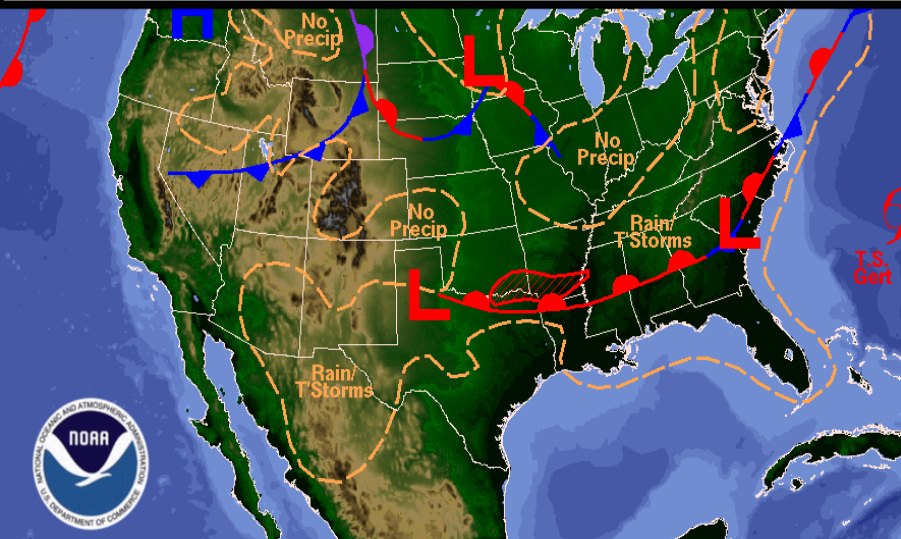 H
No
Precip
L
No
Precip
No
Precip
L
Rain/
T'Storms
T.S.
Gert
L
Rain/
T'Storms
NATIONAL OCEANIC AND ATMOSPHERIC ADMINISTRATION
NOAA
U.S. DEPARTMENT OF COMMERCE